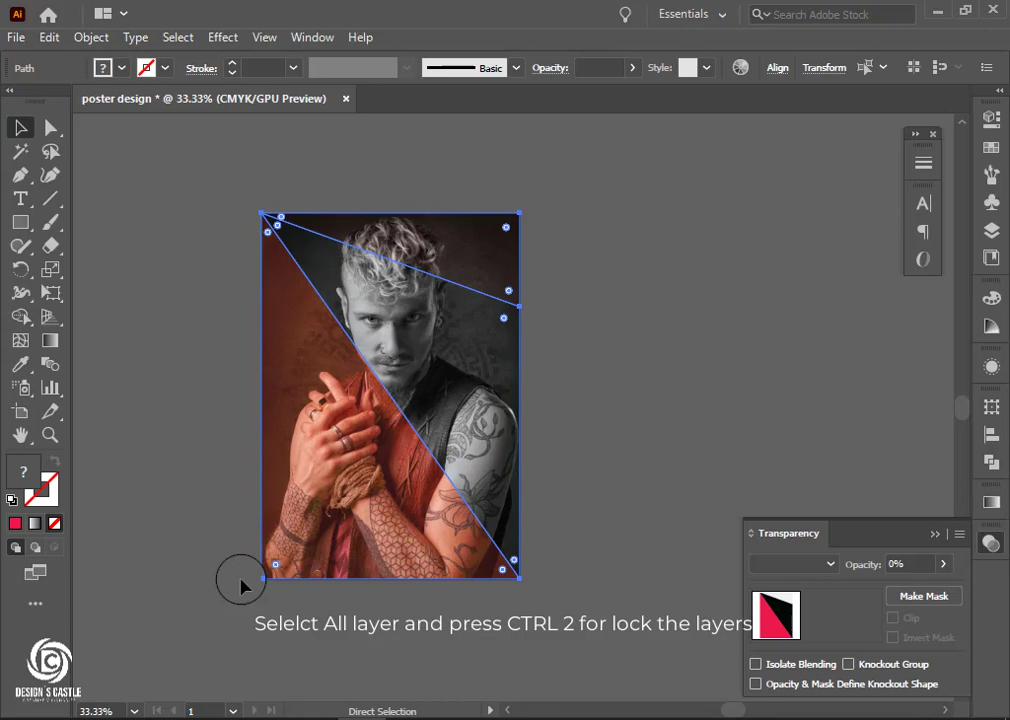 Ai
Essentials
Search Adobe Stock
File Edit Object Type Select Effect View Window Help
Path
?
Stroke:
Basic
Opacity:
Style:
Align
Transform
poster design * @ 33.33% (CMYK/GPU Preview) ×
T
A
?
Transparency
Opacity: 0%
Make Mask
Clip
Invert Mask
Isolate Blending
Knockout Group
Opacity & Mask Define Knockout Shape
Selelct All layer and press CTRL 2 for lock the layers
DESIGN'S CASTLE
33.33%
1
Direct Selection